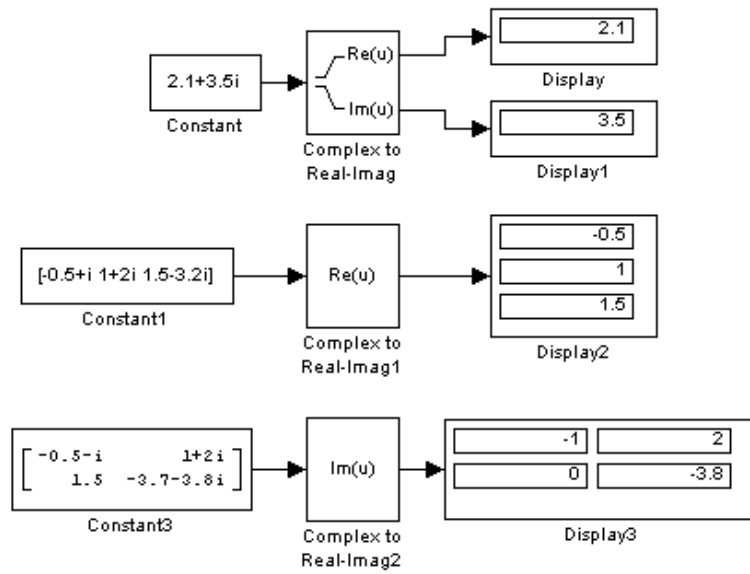 2.1+3.5i
Constant
Re(u)
Im(u)
Complex to
Real-Imag
2.1
Display
3.5
Display1
[-0.5+i 1+2i 1.5-3.2i]
Constant1
Re(u)
Complex to
Real-Imag1
-0.5
1
1.5
Display2
-0.5-i 1+2i
1.5 -3.7-3.8i
Constant3
Im(u)
Complex to
Real-Imag2
-1 2
0 -3.8
Display3